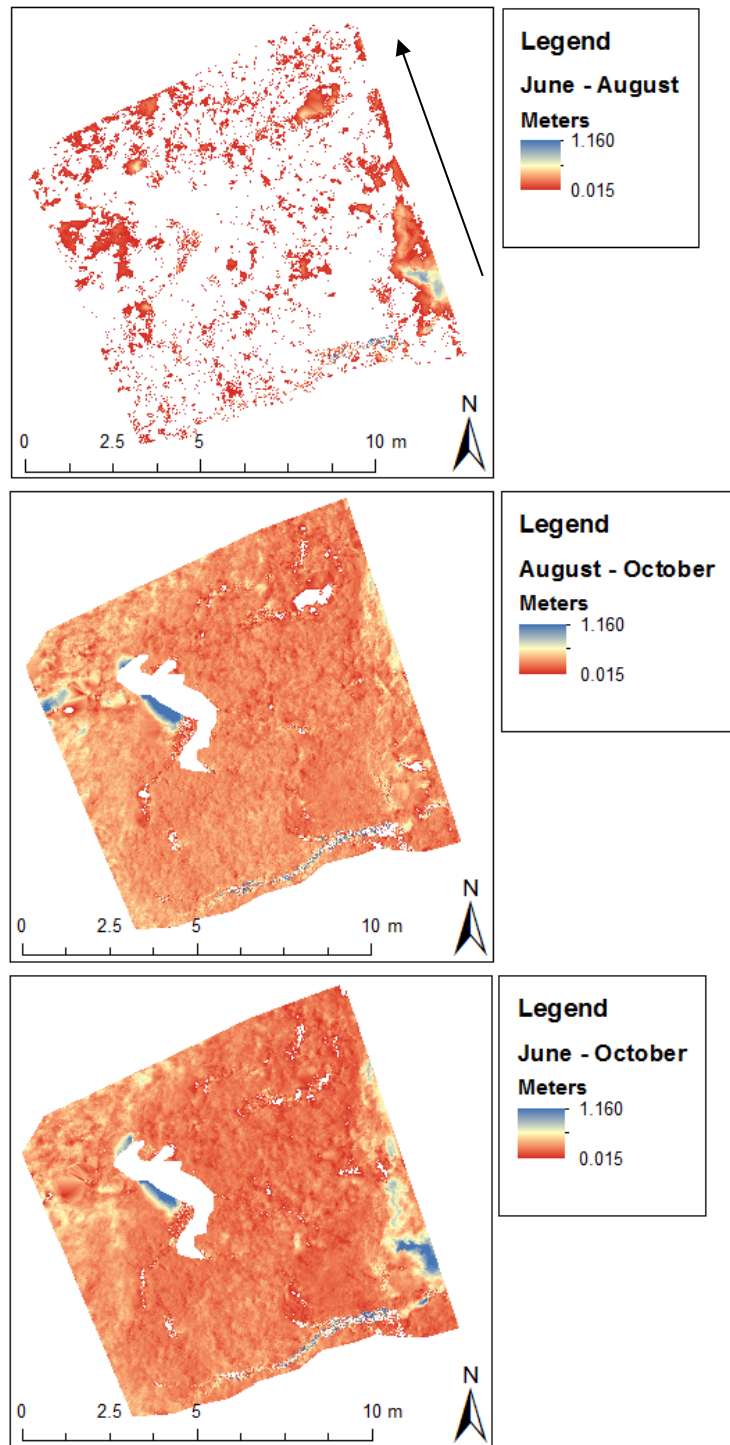 Legend
June - August
Meters
1.160
0.015
N
0 2.5 5 10 m
Legend
August - October
Meters
1.160
0.015
N
0 2.5 5 10 m
Legend
June - October
Meters
1.160
0.015
N
0 2.5 5 10 m